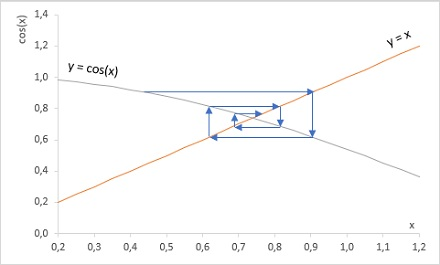 cos(x)
1,4
1,2
1,0
0,8
0,6
0,4
0,2
0,0
y = cos(x)
y = x
x
0,2 0,3 0,4 0,5 0,6 0,7 0,8 0,9 1,0 1,1 1,2